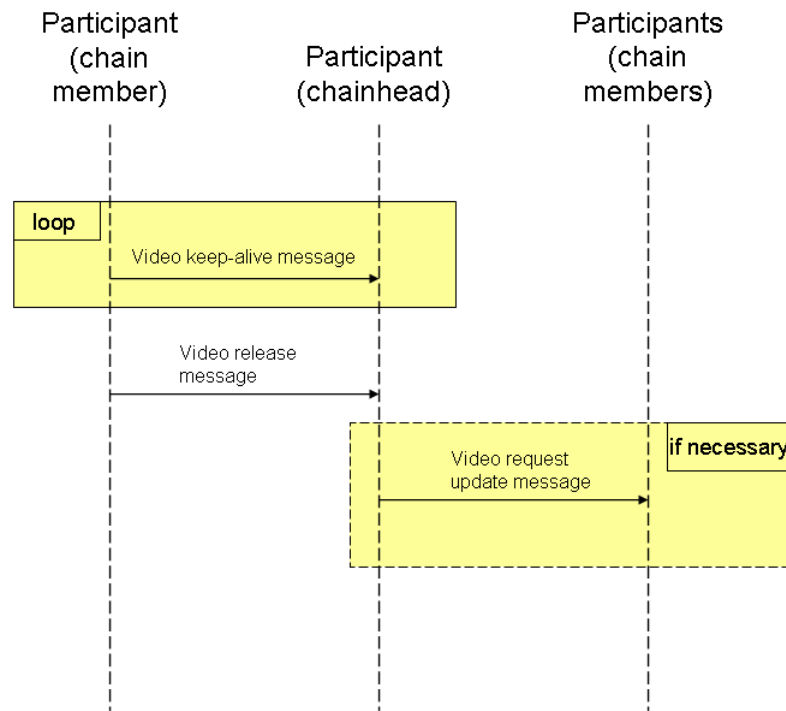 Participant
(chain
member)
Participant
(chainhead)
Participants
(chain
members)
loop
Video keep-alive message
Video release
message
if necessary
Video request
update message